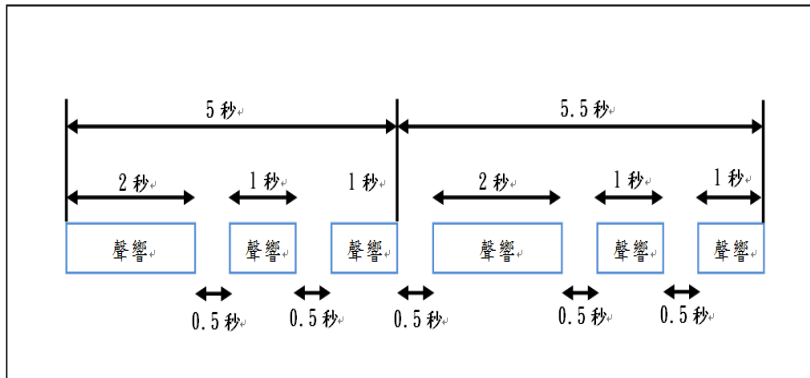 5 秒 5.5 秒
2 秒 1 秒 1 秒 2 秒 1 秒 1 秒
聲響 聲響 聲響 聲響 聲響 聲響
0.5 秒 0.5 秒 0.5 秒 0.5 秒 0.5 秒